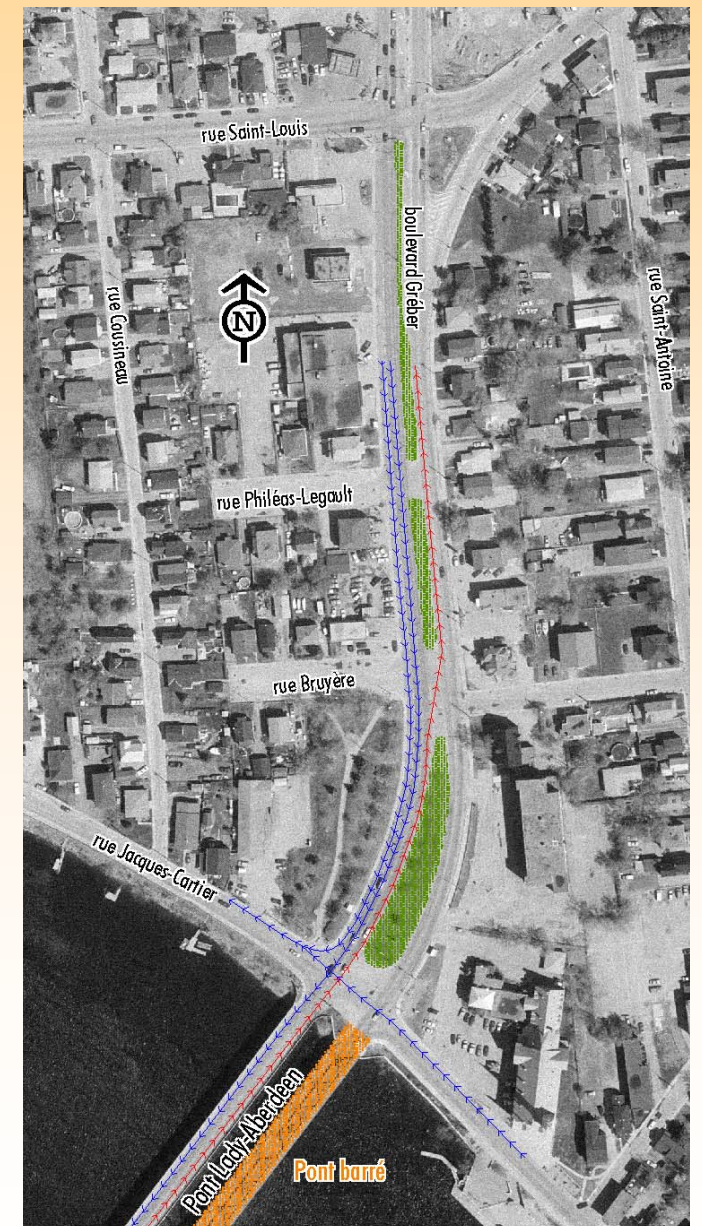 rue Saint-Louis
boulevard Gréber
rue Saint-Antoine
rue Cousineau
N
rue Philéas-Legault
rue Bruyère
rue Jacques-Cartier
Pont Lady-Aberdeen
Pont barré